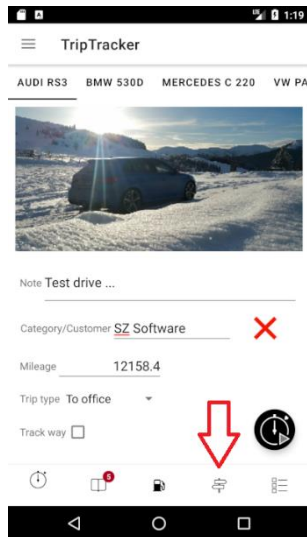 1:19
TripTracker
AUDI RS3 BMW 530D MERCEDES C 220 VW PA
Note Test drive ...
Category/Customer SZ Software
Mileage 12158.4
Trip type To office
Track way
5